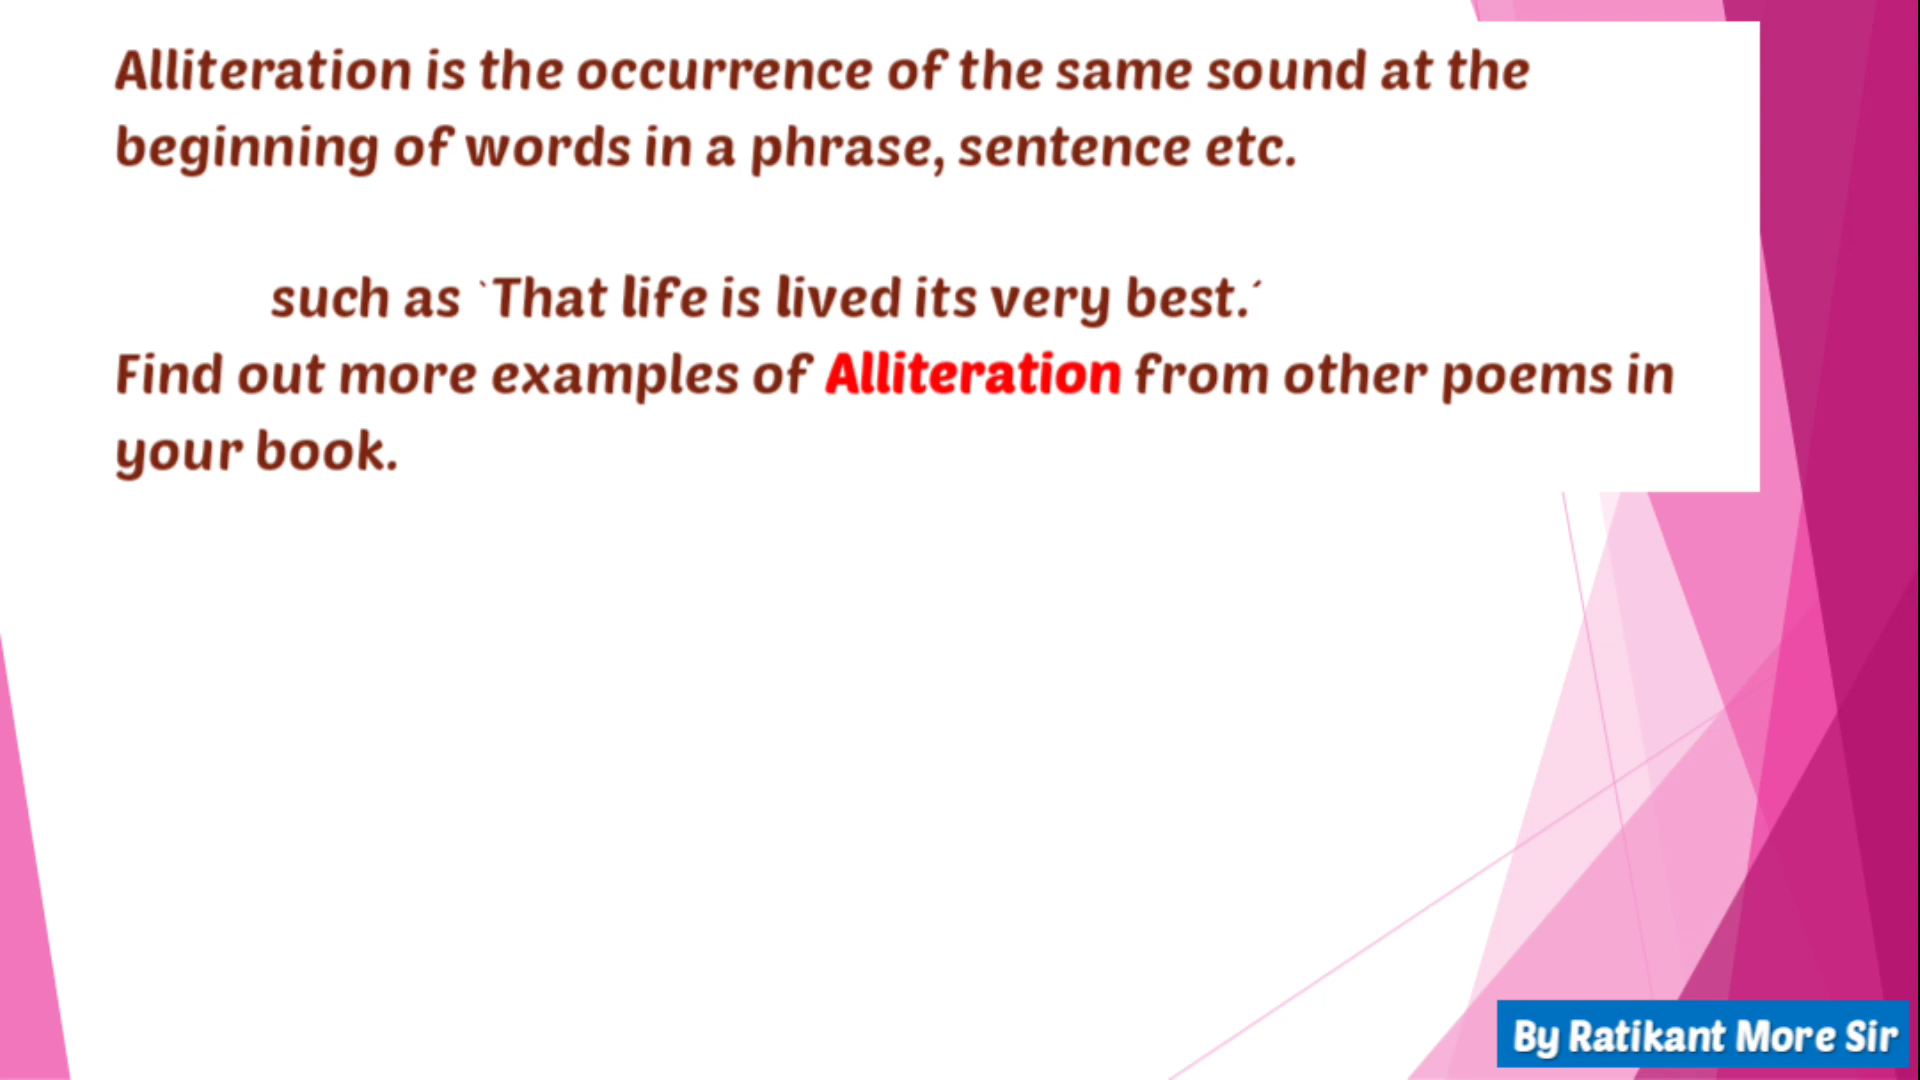 Alliteration is the occurrence of the same sound at the
beginning of words in a phrase, sentence etc.
such as `That life is lived its very best.´
Find out more examples of Alliteration from other poems in
your book.
By Ratikant More Sir